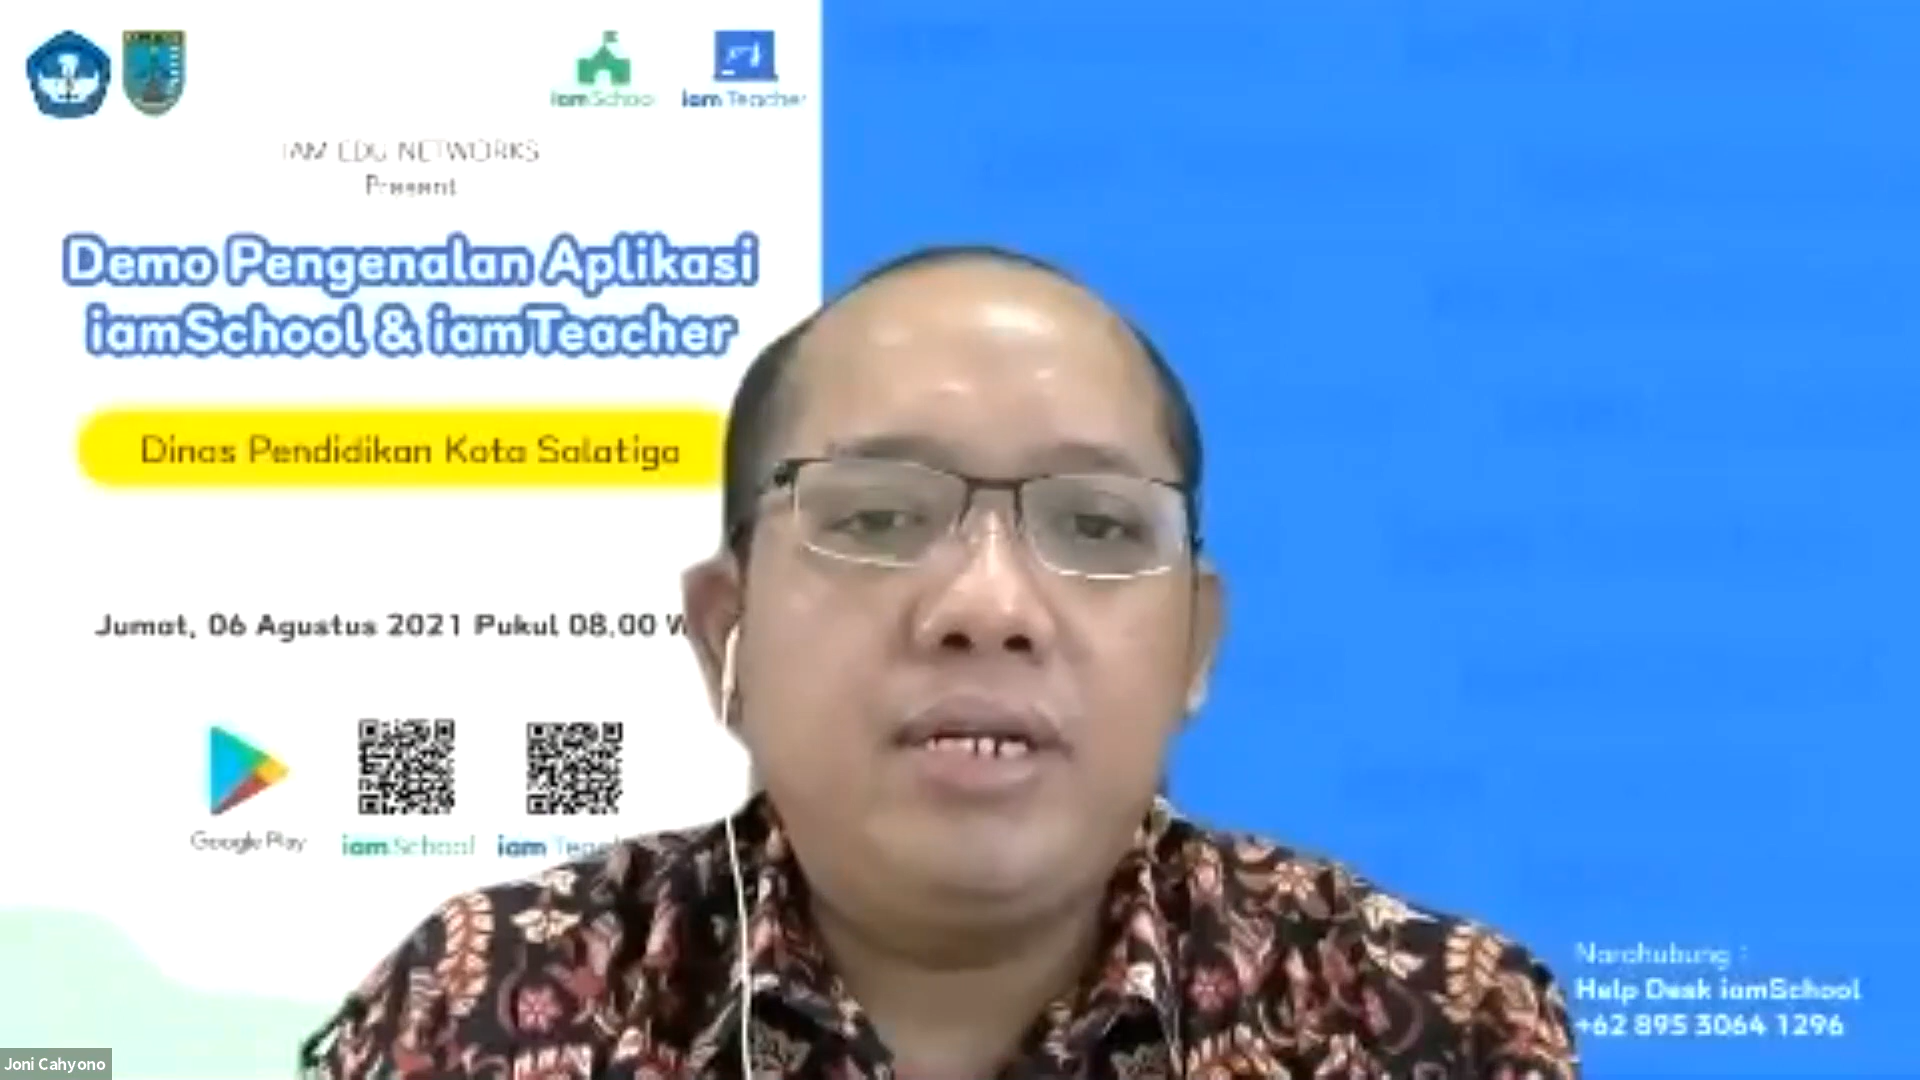 iamSchool
iam Teacher
IAM EDU NETWORKS
Present
Demo Pengenalan Aplikasi
iamSchool & iamTeacher
Dinas Pendidikan Kota Salatiga
Jumat, 06 Agustus 2021 Pukul 08.00 W
Google Play
iamSchool
iam Teac
Narahubung :
Help Desk iamSchool
+62 895 3064 1296
Joni Cahyono